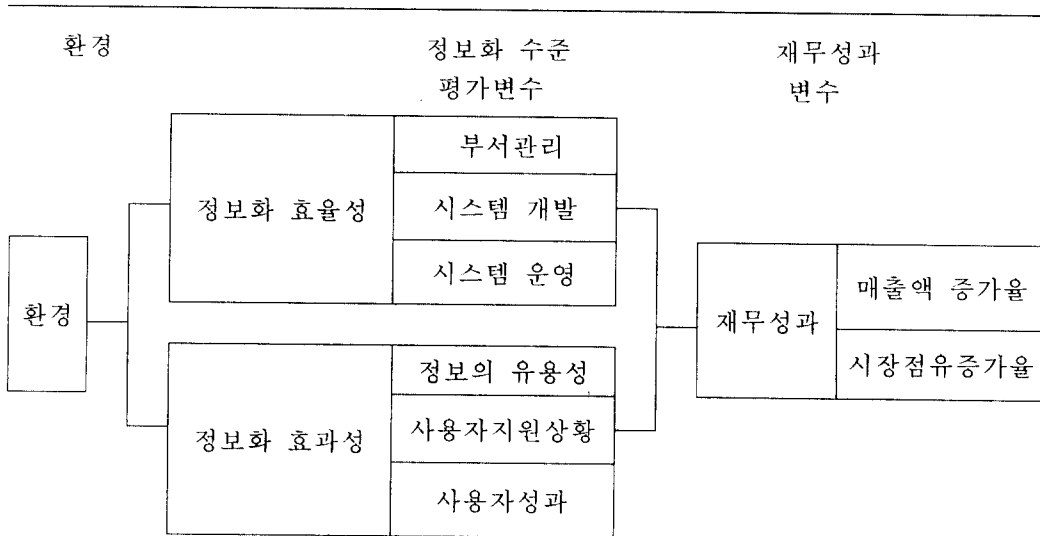 환경
정보화 수준
평가변수
재무성과
변수
정보화 효율성
부서관리
시스템 개발
시스템 운영
환경
정보화 효과성
정보의 유용성
사용자지원상황
사용자성과
재무성과
매출액 증가율
시장점유증가율